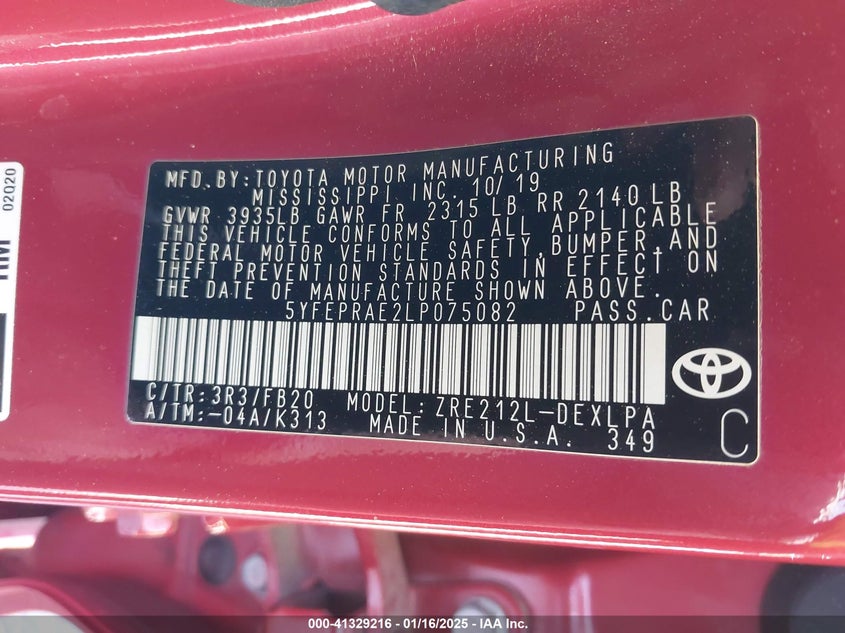 MFD. BY: TOYOTA MOTOR MANUFACTURING
MISSISSIPPI, INC. 10/19
GVWR 3935LB GAWR FR 2315 LB RR 2140 LB
THIS VEHICLE CONFORMS TO ALL APPLICABLE
FEDERAL MOTOR VEHICLE SAFETY, BUMPER, AND
THEFT PREVENTION STANDARDS IN EFFECT ON
THE DATE OF MANUFACTURE SHOWN ABOVE.
5YFEPRAE2LP075082 PASS. CAR
C/TR: 3R3/FB20 MODEL: ZRE212L-DEXLPA
A/TM: -04A/K313 MADE IN U.S.A. 349
C
02Q20
000-41329216 - 01/16/2025 - IAA Inc.